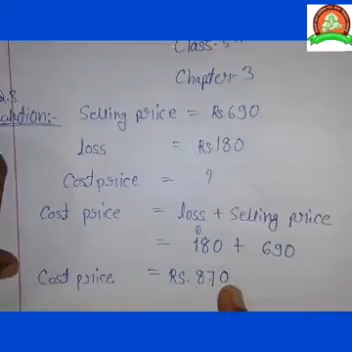 Chapter-3
Solution:- Selling price = Rs.690
loss = Rs.180
Cost price = ?
Cost price = loss + Selling price
= 180 + 690
Cost price = Rs. 870